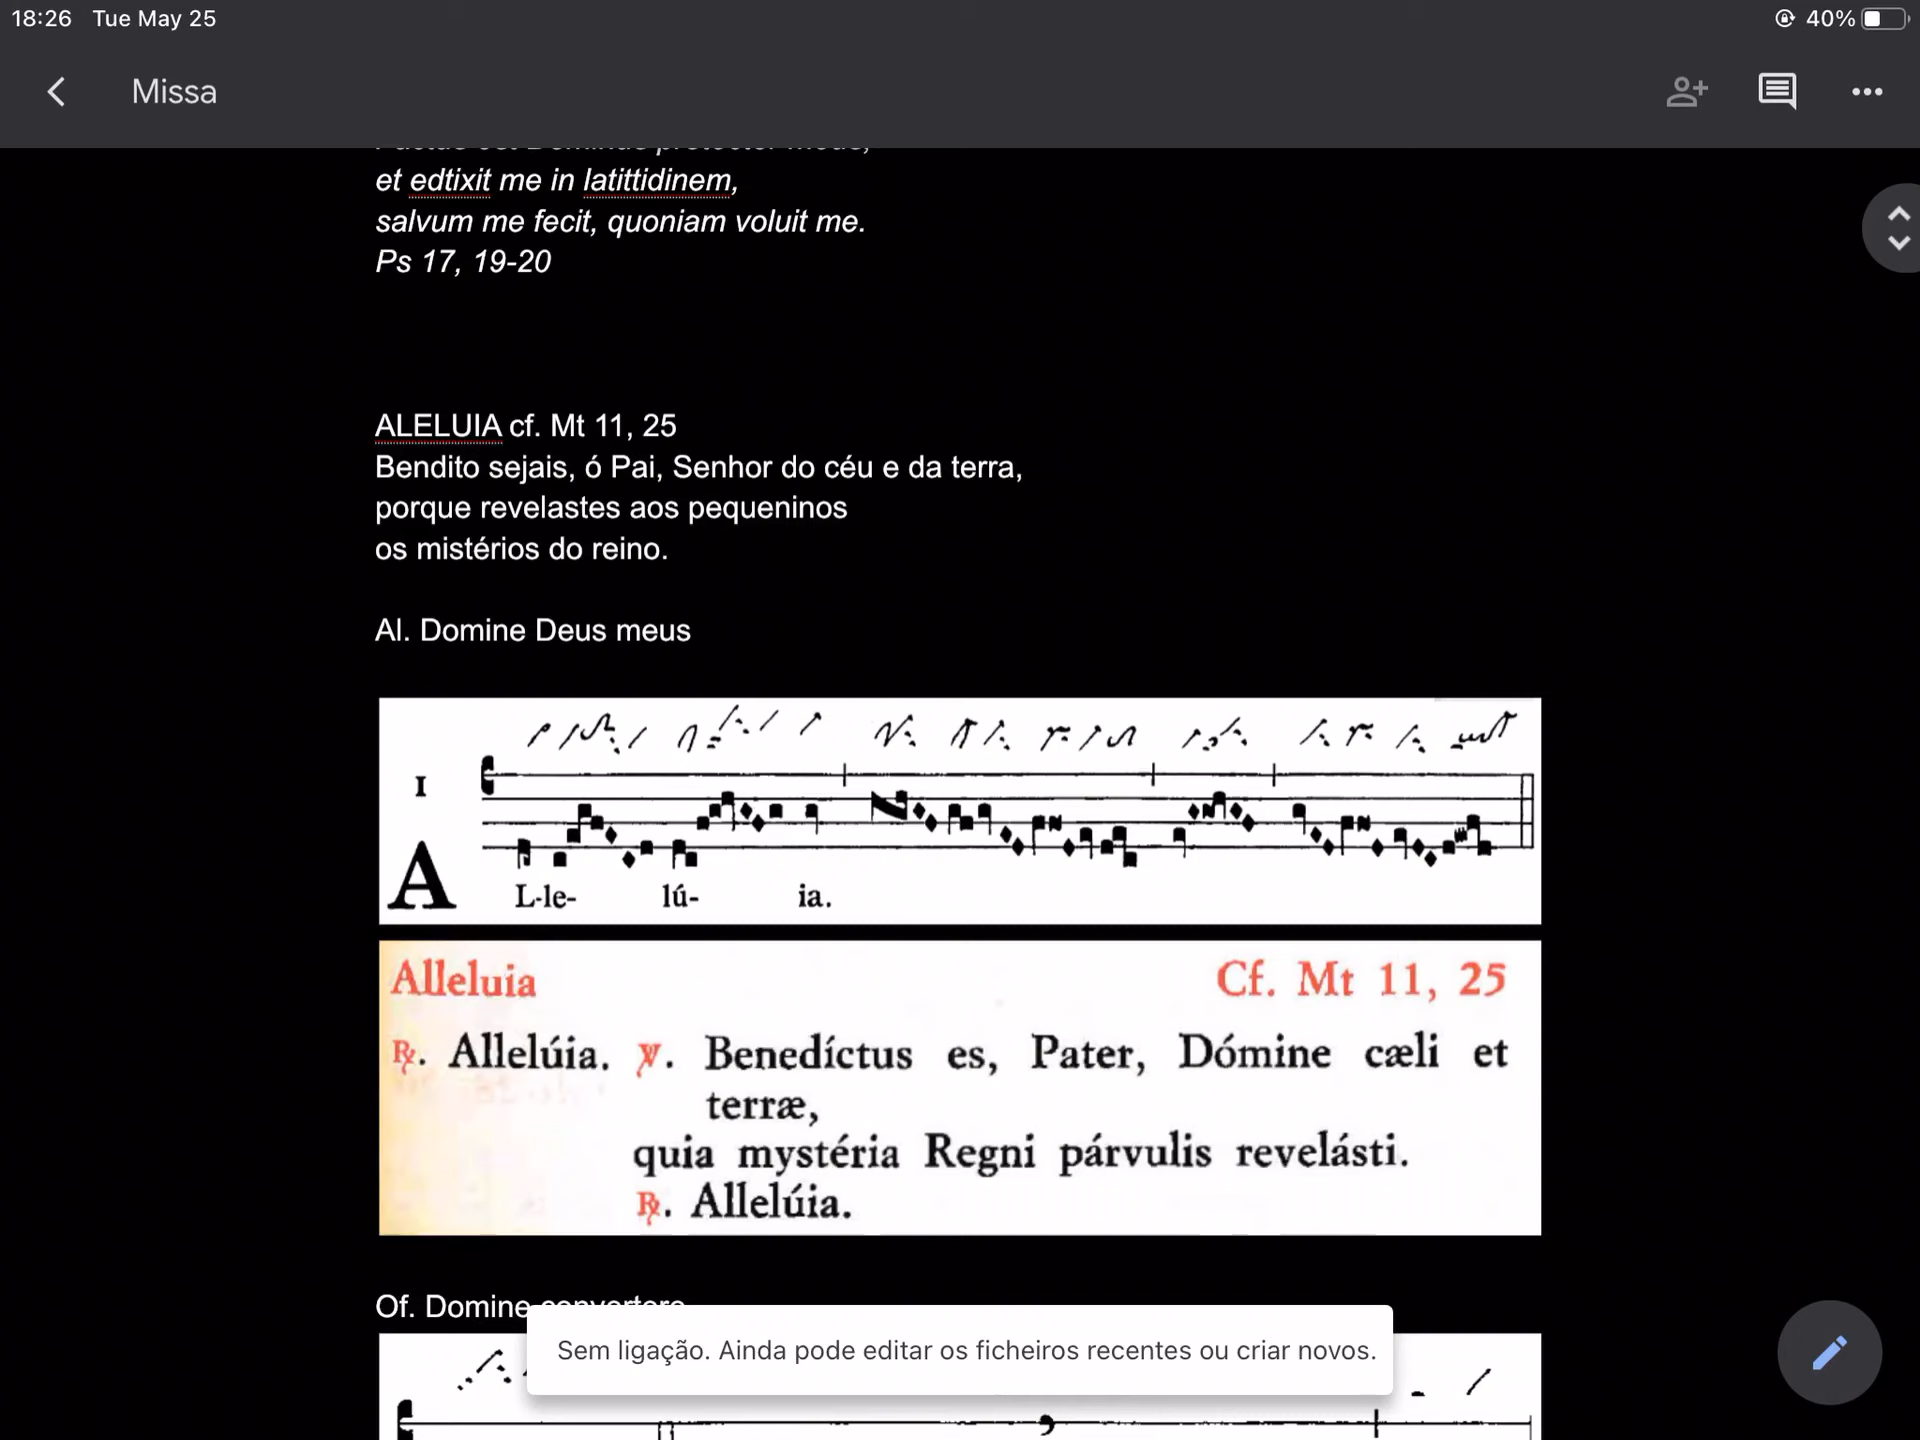 18:26 Tue May 25
40%
Missa
et edtixit me in latittidinem,
salvum me fecit, quoniam voluit me.
Ps 17, 19-20
ALELUIA cf. Mt 11, 25
Bendito sejais, ó Pai, Senhor do céu e da terra,
porque revelastes aos pequeninos
os mistérios do reino.
Al. Domine Deus meus
I
A
L-le- lú- ia.
Alleluia Cf. Mt 11, 25
℟. Allelúia. ℣. Benedíctus es, Pater, Dómine cæli et
terræ,
quia mystéria Regni párvulis revelásti.
℟. Allelúia.
Of. Domine
Sem ligação. Ainda pode editar os ficheiros recentes ou criar novos.